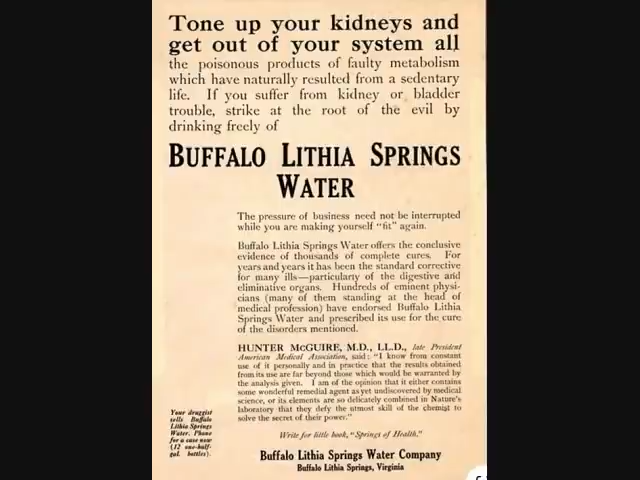 Tone up your kidneys and
get out of your system all
the poisonous products of faulty metabolism
which have naturally resulted from a sedentary
life. If you suffer from kidney or bladder
trouble, strike at the root of the evil by
drinking freely of
BUFFALO LITHIA SPRINGS
WATER
The pressure of business need not be interrupted
while you are making yourself "fit" again.
Buffalo Lithia Springs Water offers the conclusive
evidence of thousands of complete cures. For
years and years it has been the standard corrective
for many ills—particularly of the digestive and
eliminative organs. Hundreds of eminent physi-
cians (many of them standing at the head of
medical profession) have endorsed Buffalo Lithia
Springs Water and prescribed its use for the cure
of the disorders mentioned.
HUNTER McGUIRE, M.D., LL.D., late President
American Medical Association, said: "I know from constant
use of it personally and in practice that the results obtained
from its use are far beyond those which would be warranted by
the analysis given. I am of the opinion that it either contains
some wonderful remedial agent as yet undiscovered by medical
science, or its elements are so delicately combined in Nature's
laboratory that they defy the utmost skill of the chemist to
solve the secret of their power."
Your druggist
sells Buffalo
Lithia Springs
Water. Phone
for a case now
(12 one-half-
gal. bottles).
Write for little book, "Springs of Health."
Buffalo Lithia Springs Water Company
Buffalo Lithia Springs, Virginia